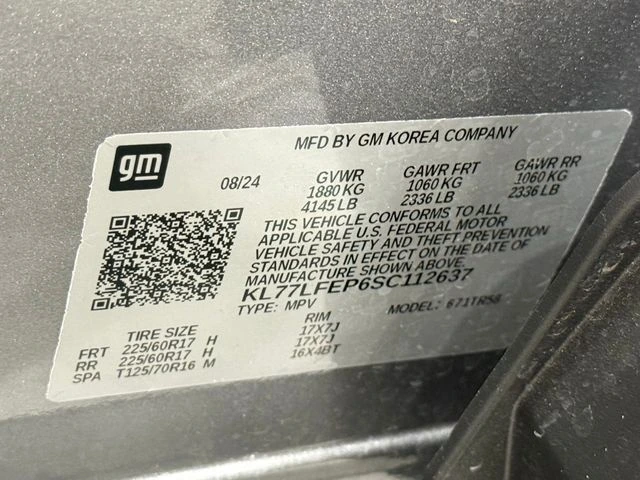 gm
MFD BY GM KOREA COMPANY
08/24 GVWR GAWR FRT GAWR RR
1880 KG 1060 KG 1060 KG
4145 LB 2336 LB 2336 LB
THIS VEHICLE CONFORMS TO ALL
APPLICABLE U.S. FEDERAL MOTOR
VEHICLE SAFETY AND THEFT PREVENTION
STANDARDS IN EFFECT ON THE DATE OF
MANUFACTURE SHOWN ABOVE
KL77LFEP6SC112637
TYPE: MPV MODEL: 671TR58
TIRE SIZE RIM
FRT 225/60R17 H 17X7J
RR 225/60R17 H 17X7J
SPA T125/70R16 M 16X4BT